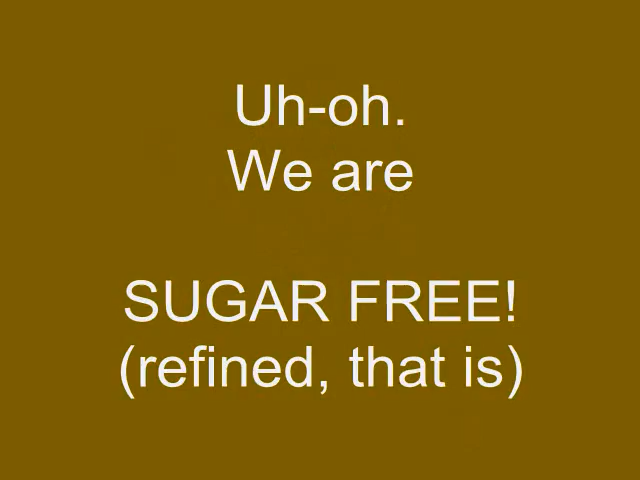 Uh-oh.
We are
SUGAR FREE!
(refined, that is)